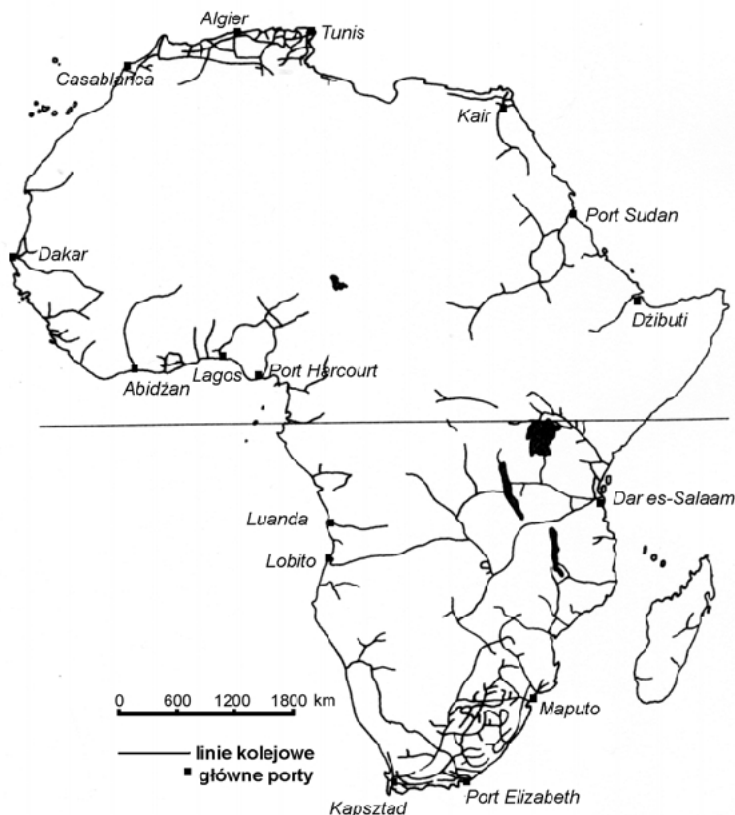 Algier
Tunis
Casablanca
Kair
Port Sudan
Dakar
Dżibuti
Lagos
Port Harcourt
Abidżan
Dar es-Salaam
Luanda
Lobito
0 600 1200 1800 km
Maputo
linie kolejowe
główne porty
Port Elizabeth
Kapsztad